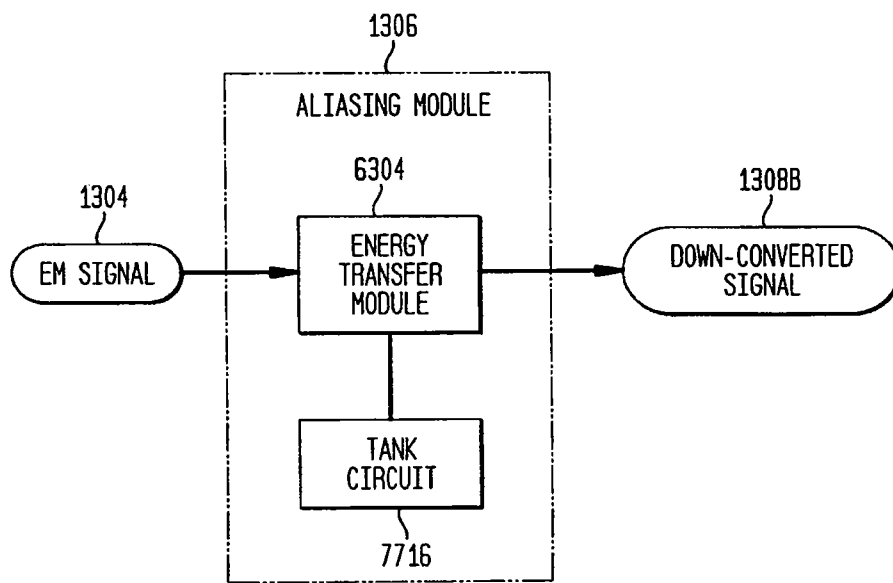 1306
ALIASING MODULE
6304
1304
1308B
EM SIGNAL
ENERGY
TRANSFER
MODULE
DOWN-CONVERTED
SIGNAL
TANK
CIRCUIT
7716